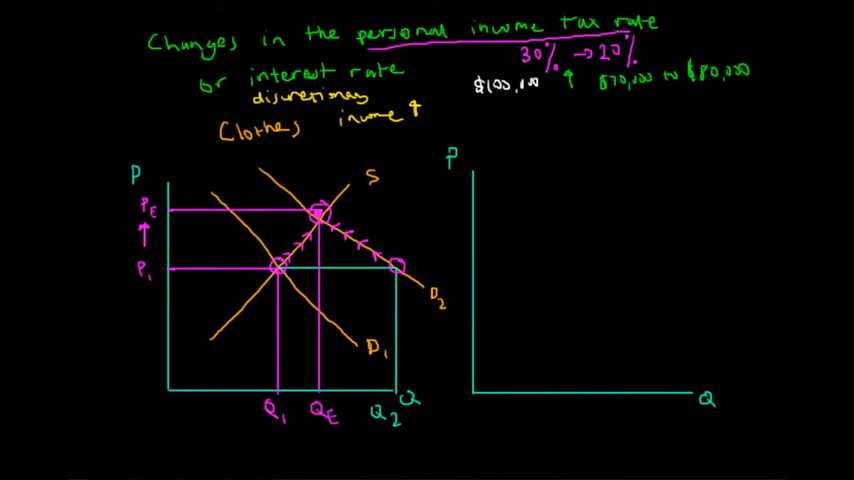 Changes in the personal income tax rate
30% → 20%
or interest rate
$100,000 ↑ $70,000 to $80,000
discretionary
income ↑
Clothes
P
S
PE
P1
D2
D1
Q
Q1 QE Q2
P
Q